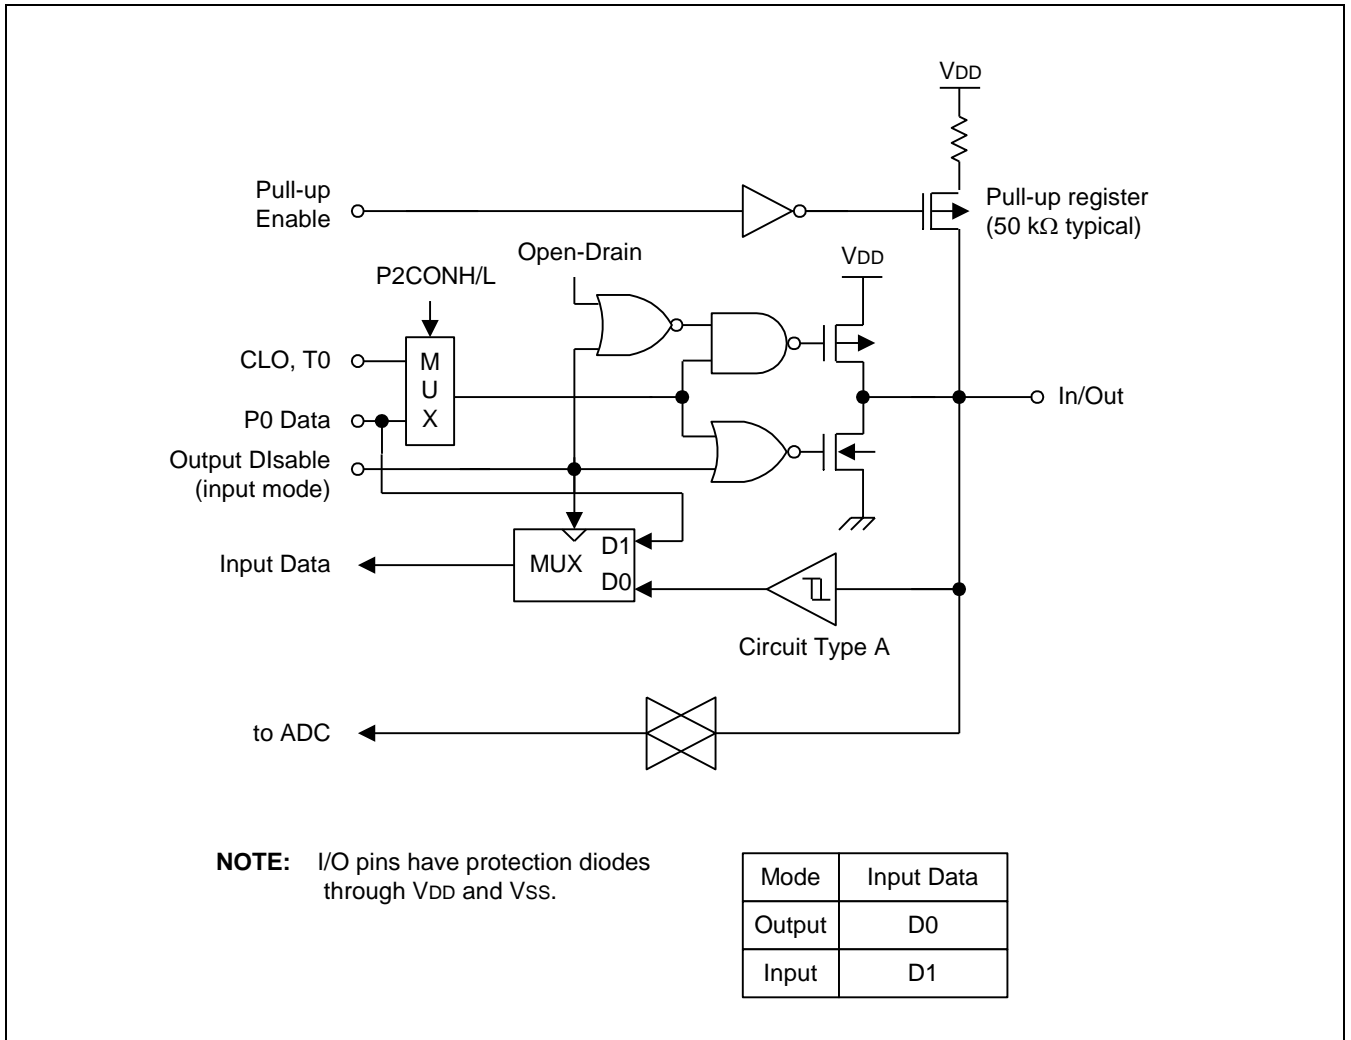 VDD
Pull-up
Enable
Pull-up register
(50 kΩ typical)
Open-Drain
VDD
P2CONH/L
CLO, T0
M
U
X
In/Out
P0 Data
Output DIsable
(input mode)
D1
MUX
D0
Input Data
Circuit Type A
to ADC
NOTE: I/O pins have protection diodes
through VDD and VSS.
Mode Input Data
Output D0
Input D1